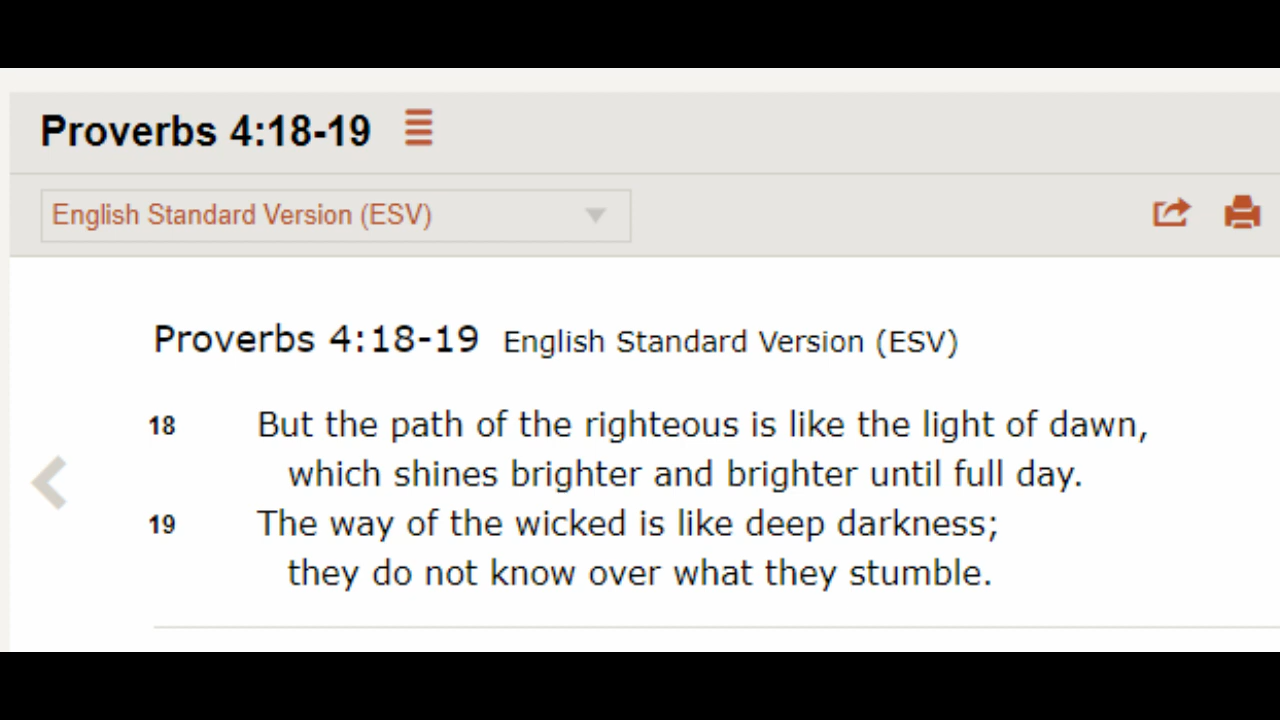 Proverbs 4:18-19
English Standard Version (ESV)
Proverbs 4:18-19 English Standard Version (ESV)
18 But the path of the righteous is like the light of dawn,
which shines brighter and brighter until full day.
19 The way of the wicked is like deep darkness;
they do not know over what they stumble.